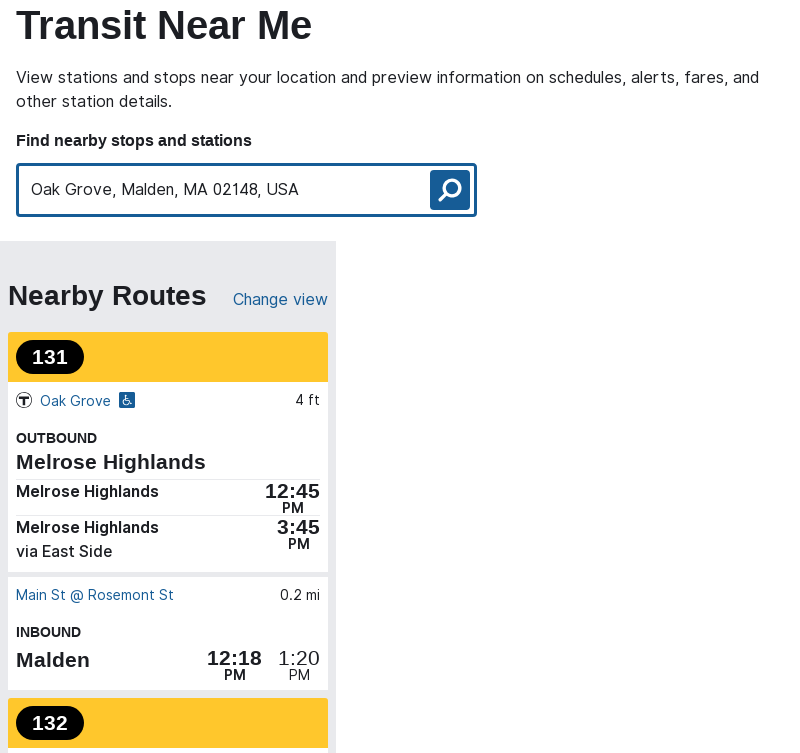 Transit Near Me
View stations and stops near your location and preview information on schedules, alerts, fares, and
other station details.
Find nearby stops and stations
Oak Grove, Malden, MA 02148, USA
Nearby Routes Change view
131
T Oak Grove 4 ft
OUTBOUND
Melrose Highlands
Melrose Highlands 12:45
PM
Melrose Highlands 3:45
PM
via East Side
Main St @ Rosemont St 0.2 mi
INBOUND
Malden 12:18 1:20
PM PM
132